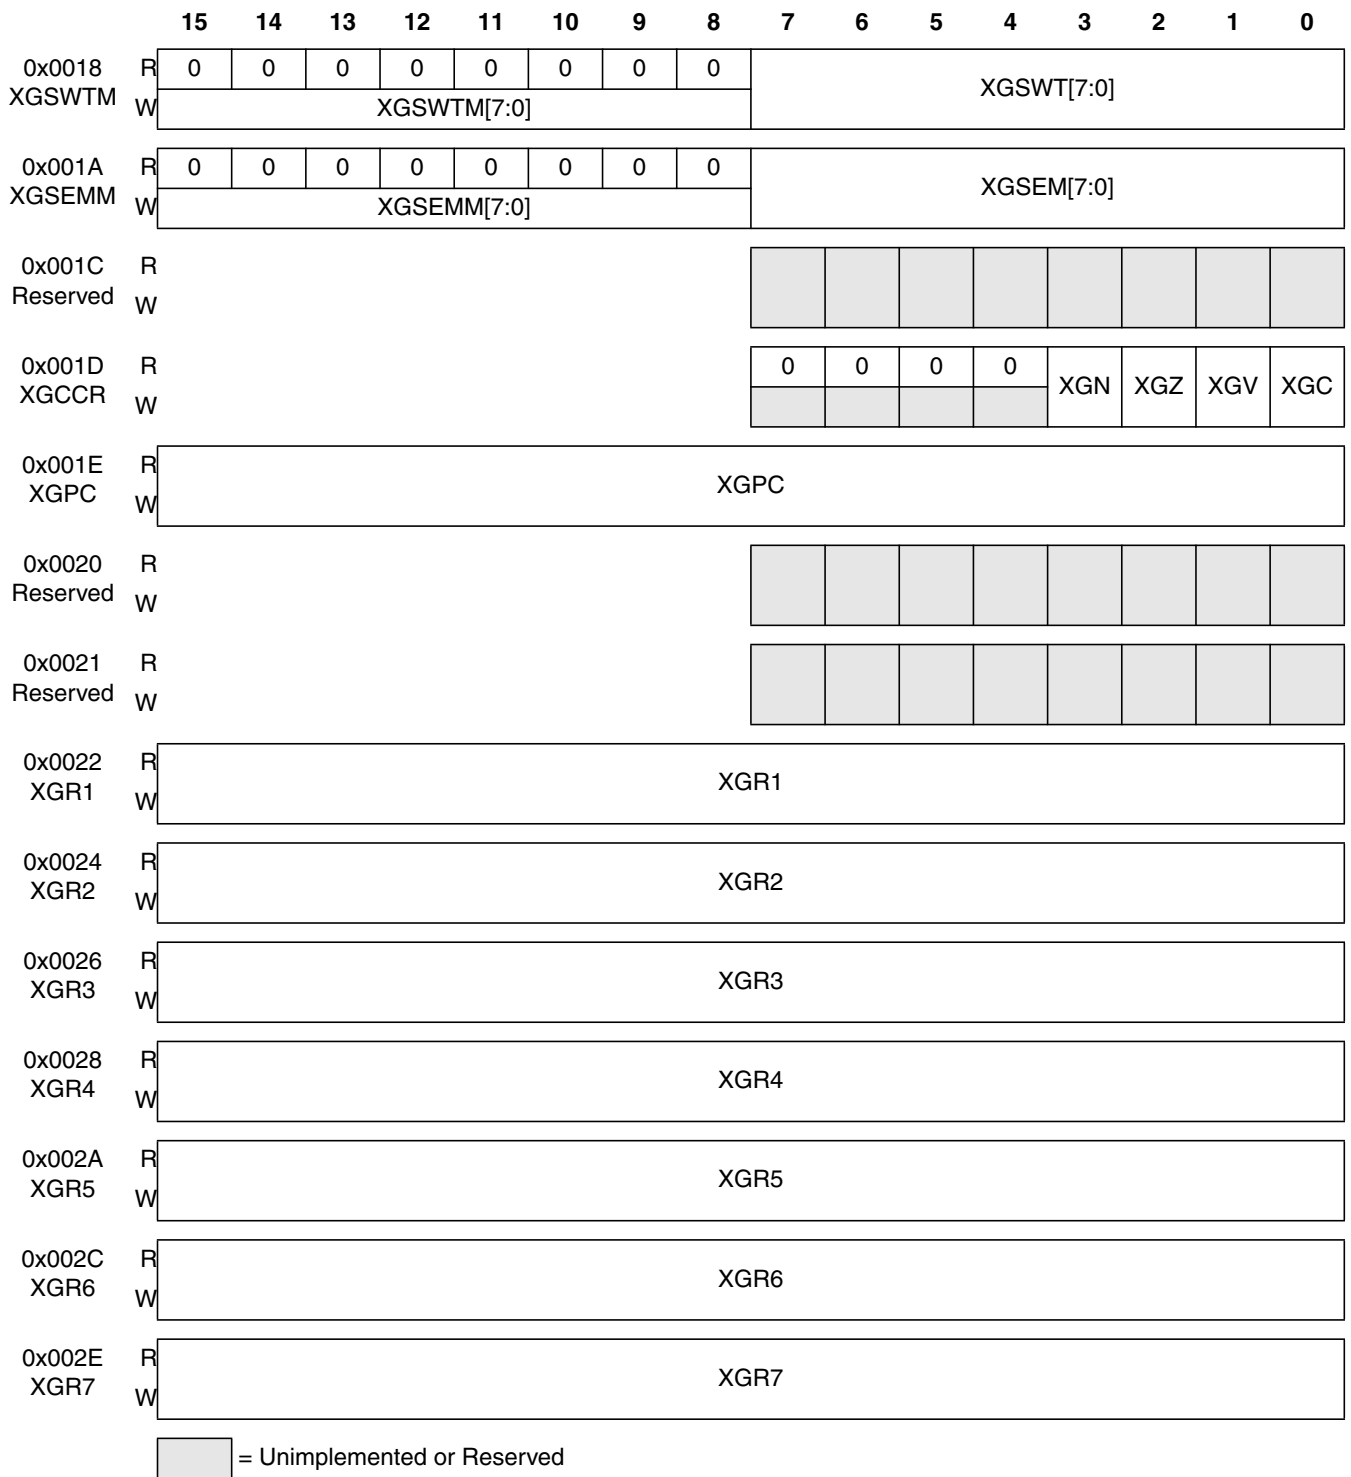 15 14 13 12 11 10 9 8 7 6 5 4 3 2 1 0
0x0018 R 0 0 0 0 0 0 0 0 XGSWT[7:0]
XGSWTM W XGSWTM[7:0]
0x001A R 0 0 0 0 0 0 0 0 XGSEM[7:0]
XGSEMM W XGSEMM[7:0]
0x001C R
Reserved W
0x001D R 0 0 0 0 XGN XGZ XGV XGC
XGCCR W
0x001E R XGPC
XGPC W
0x0020 R
Reserved W
0x0021 R
Reserved W
0x0022 R XGR1
XGR1 W
0x0024 R XGR2
XGR2 W
0x0026 R XGR3
XGR3 W
0x0028 R XGR4
XGR4 W
0x002A R XGR5
XGR5 W
0x002C R XGR6
XGR6 W
0x002E R XGR7
XGR7 W
= Unimplemented or Reserved